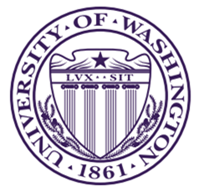 UNIVERSITY · OF · WASHINGTON
LVX · SIT
· 1861 ·